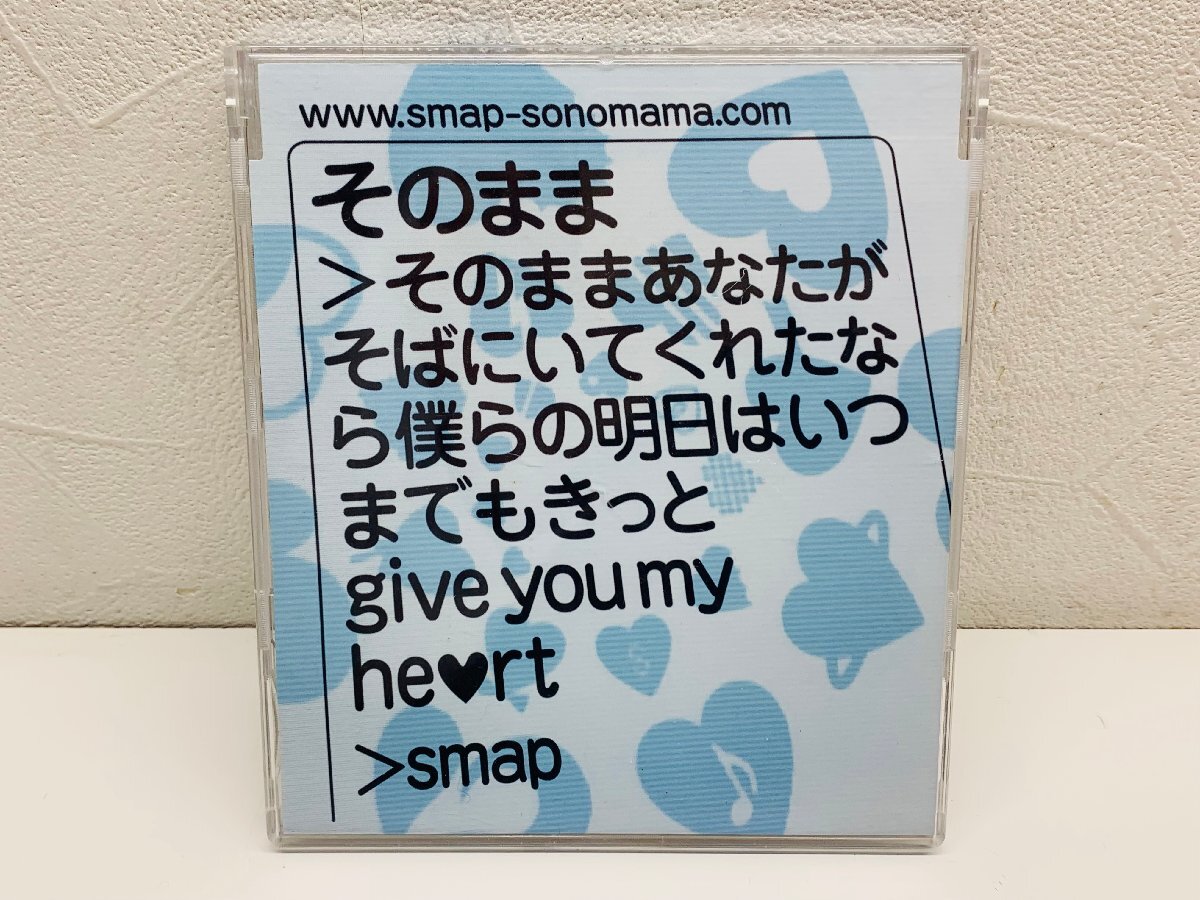 www.smap-sonomama.com
そのまま
>そのままあなたが
そばにいてくれたな
ら僕らの明日はいつ
までもきっと
give you my
he♥rt
>smap